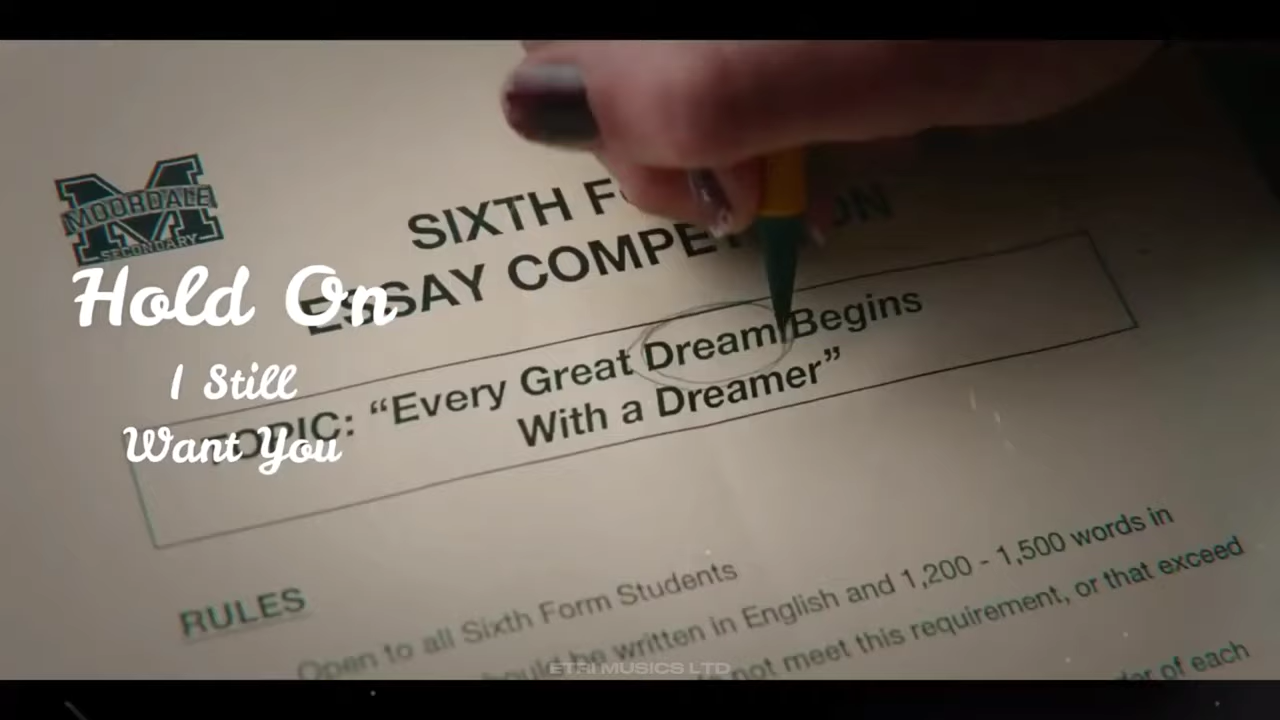 MOORDALE
SECONDARY
SIXTH
ESSAY COMPE
TOPIC: “Every Great Dream Begins
With a Dreamer”
Hold On
I Still
Want You
RULES
Open to all Sixth Form Students
be written in English and 1,200 - 1,500 words in
not meet this requirement, or that exceed
of each
ETRI MUSICS LTD